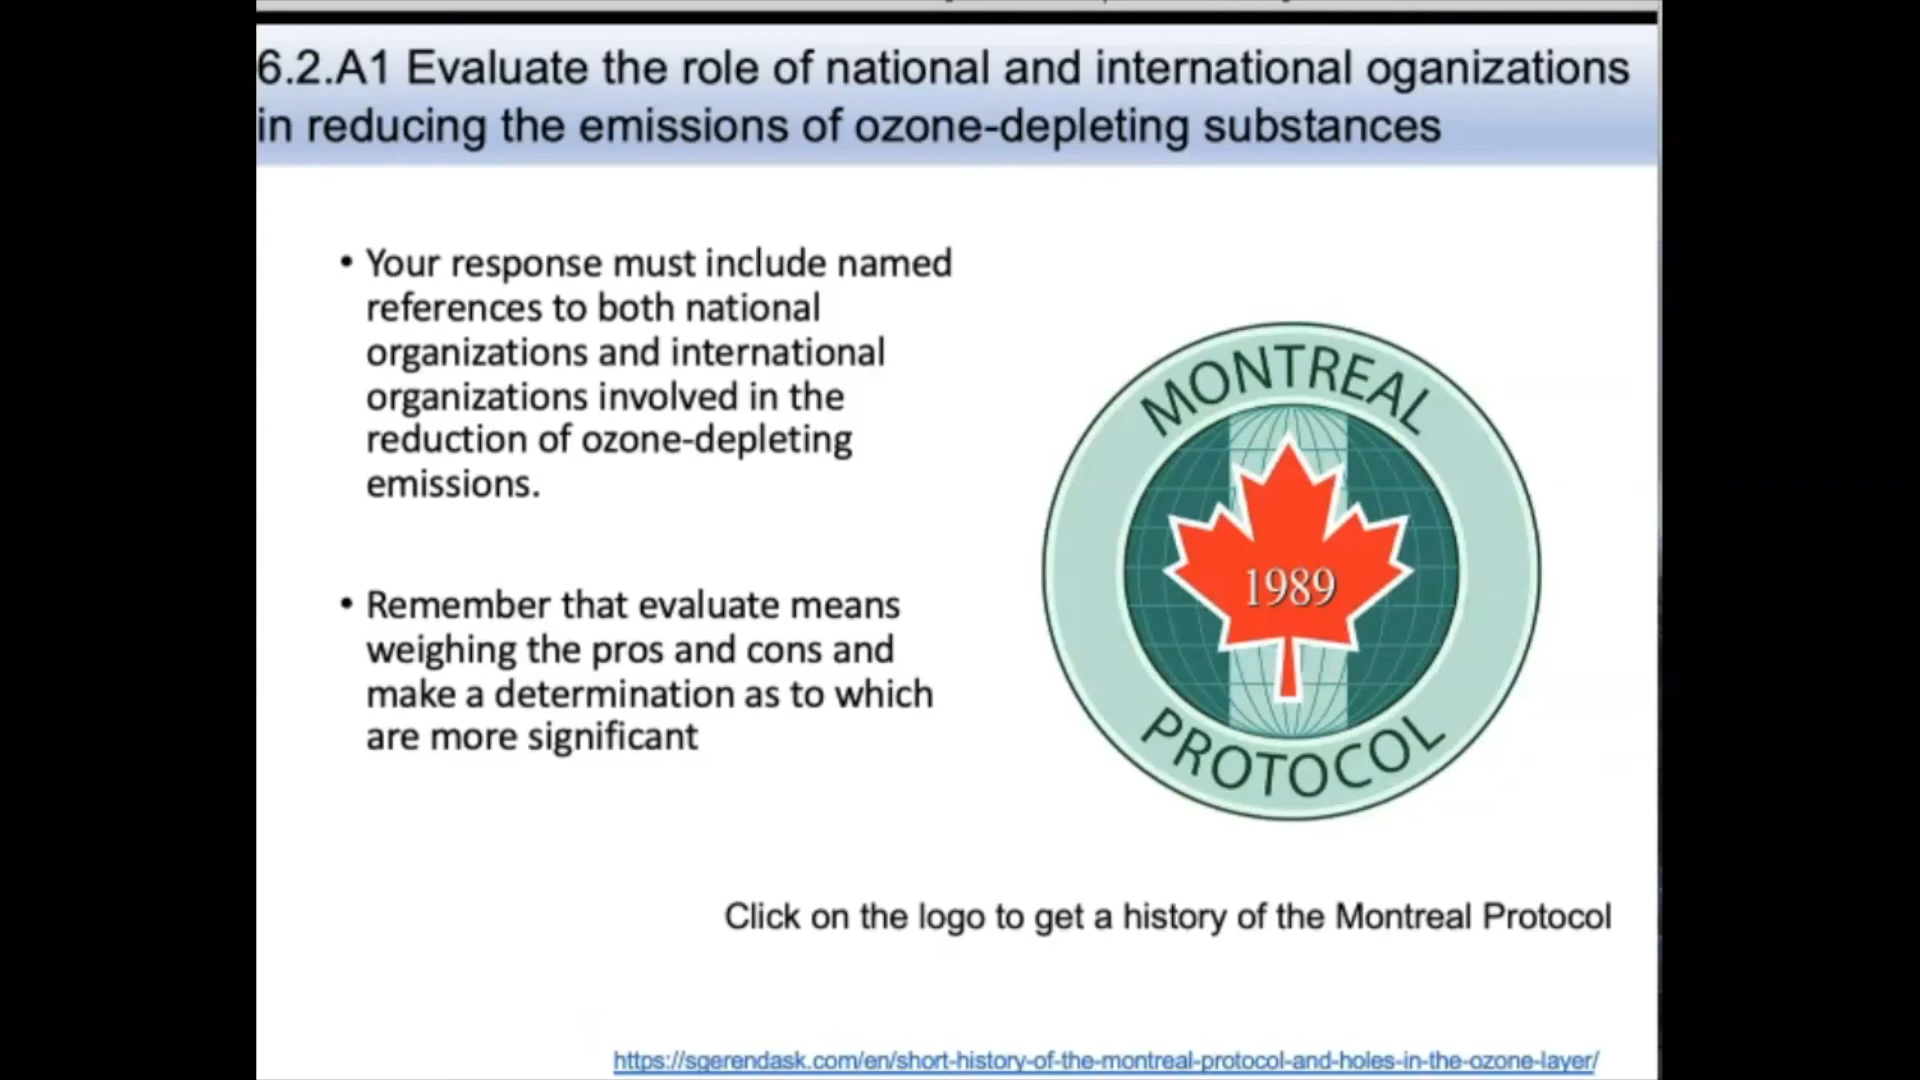 6.2.A1 Evaluate the role of national and international oganizations
in reducing the emissions of ozone-depleting substances
• Your response must include named
references to both national
organizations and international
organizations involved in the
reduction of ozone-depleting
emissions.
• Remember that evaluate means
weighing the pros and cons and
make a determination as to which
are more significant
MONTREAL
1989
PROTOCOL
Click on the logo to get a history of the Montreal Protocol
https://sgerendask.com/en/short-history-of-the-montreal-protocol-and-holes-in-the-ozone-layer/